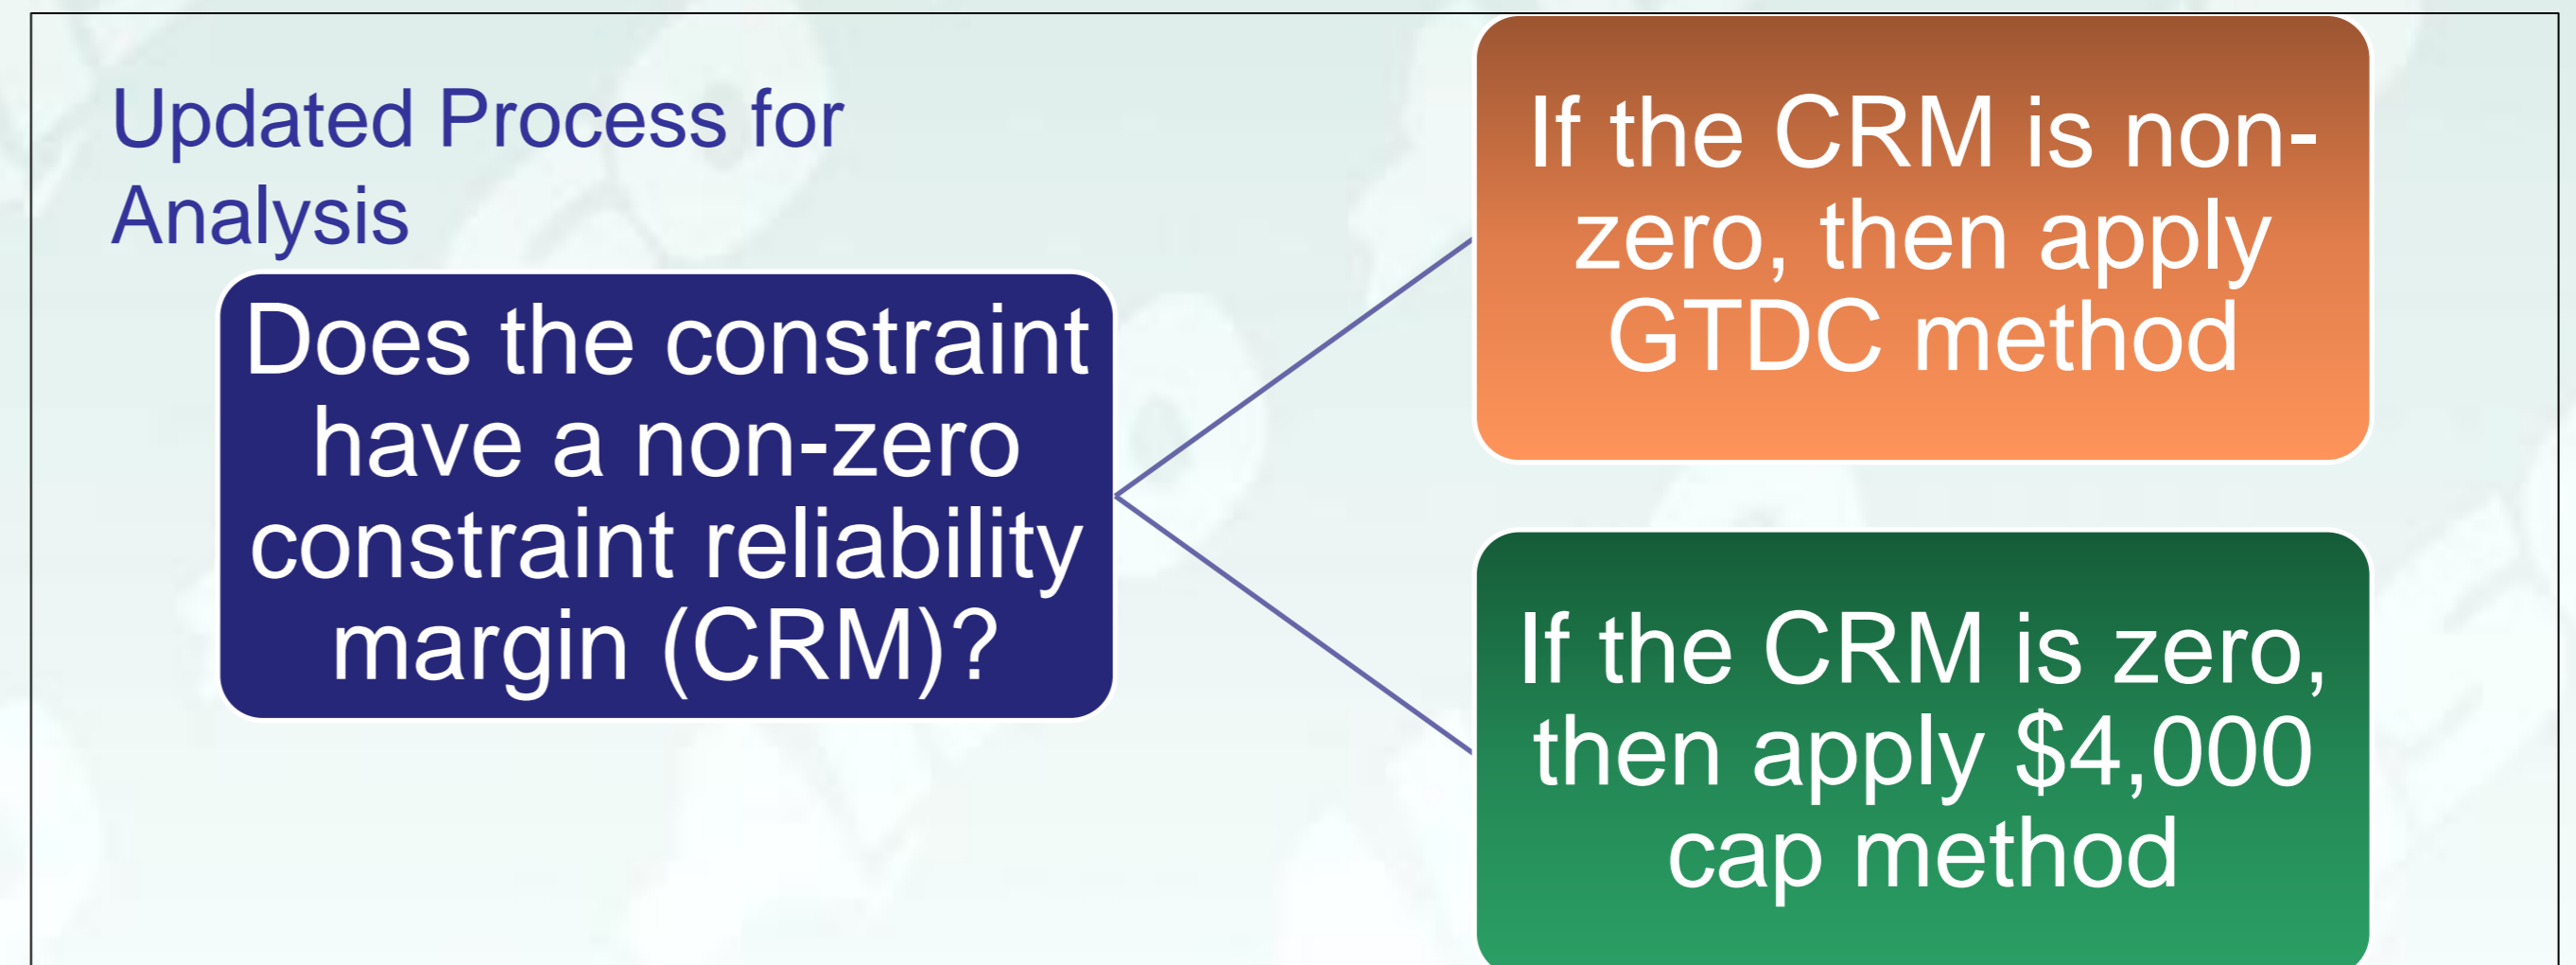 Updated Process for
Analysis
Does the constraint
have a non-zero
constraint reliability
margin (CRM)?
If the CRM is non-
zero, then apply
GTDC method
If the CRM is zero,
then apply $4,000
cap method